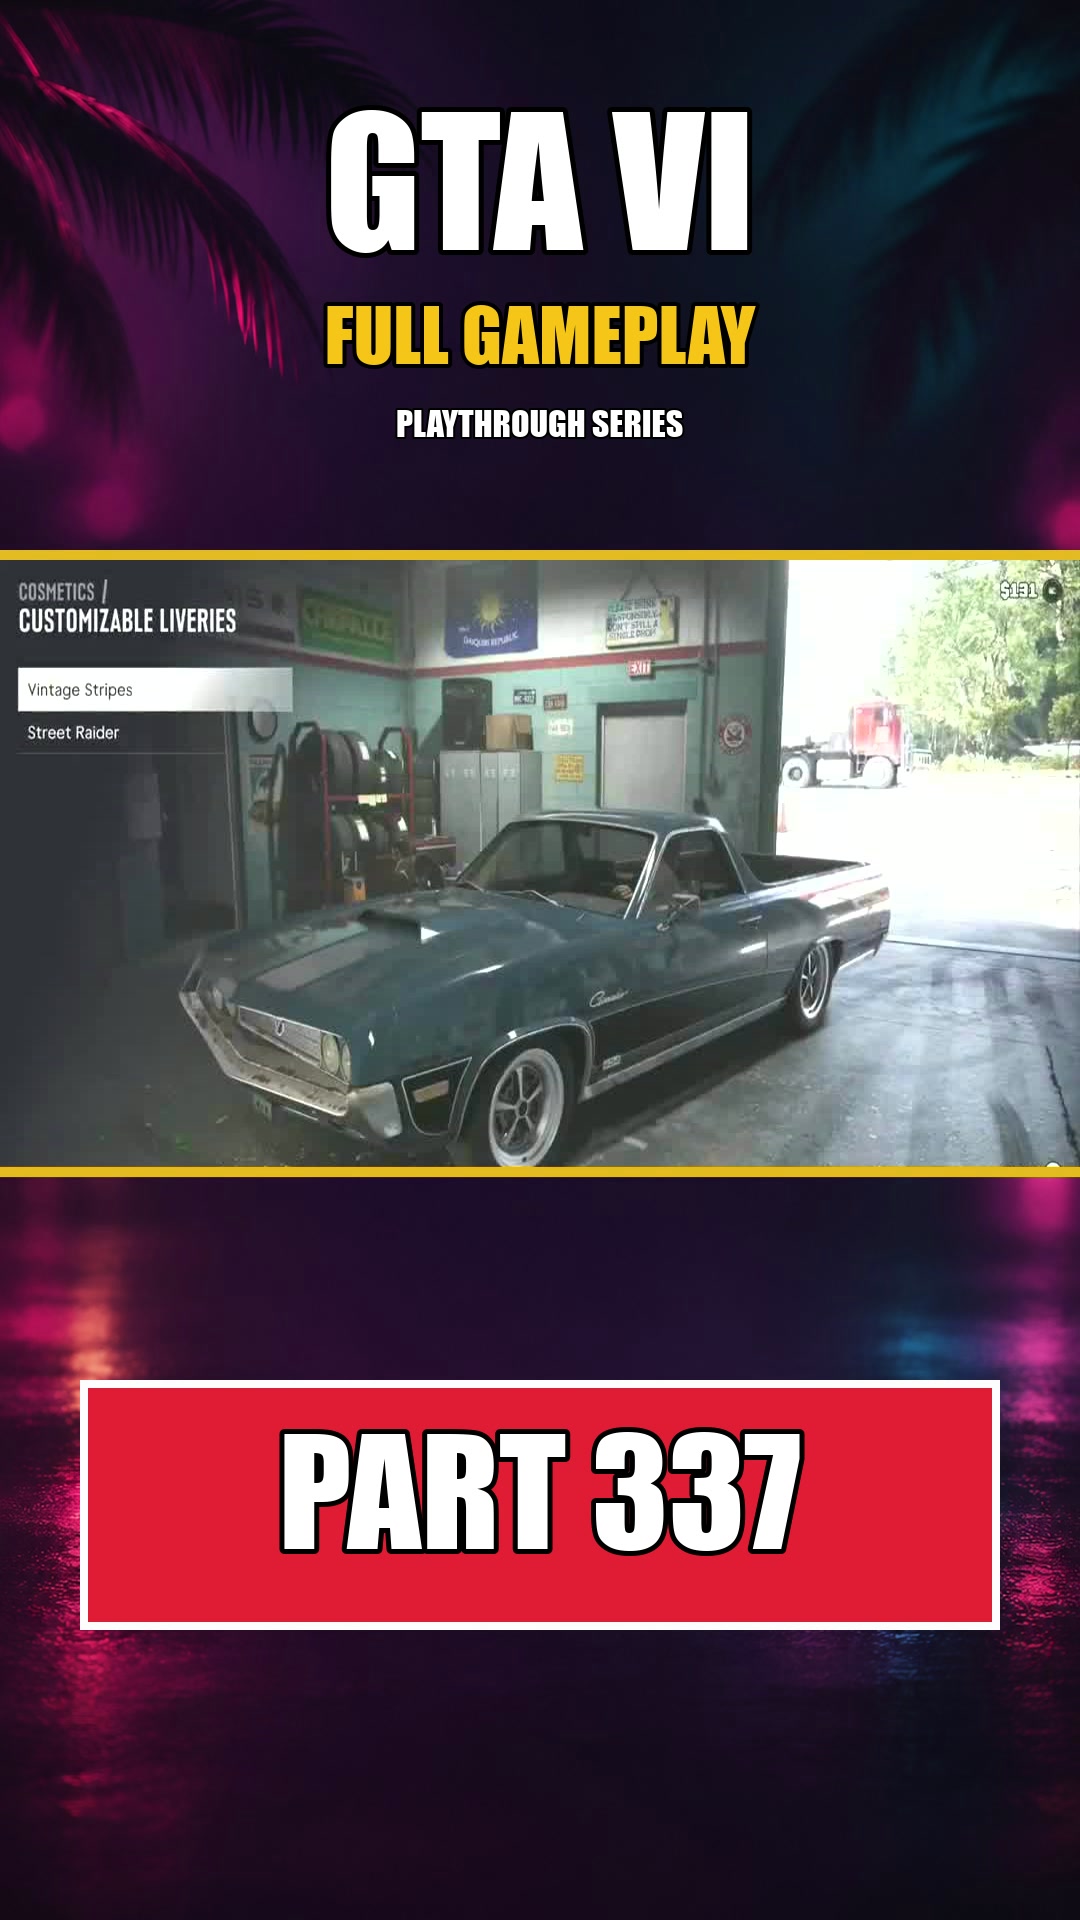 GTA VI
FULL GAMEPLAY
PLAYTHROUGH SERIES
COSMETICS /
CUSTOMIZABLE LIVERIES
$131
Vintage Stripes
Street Raider
EXIT
PART 337